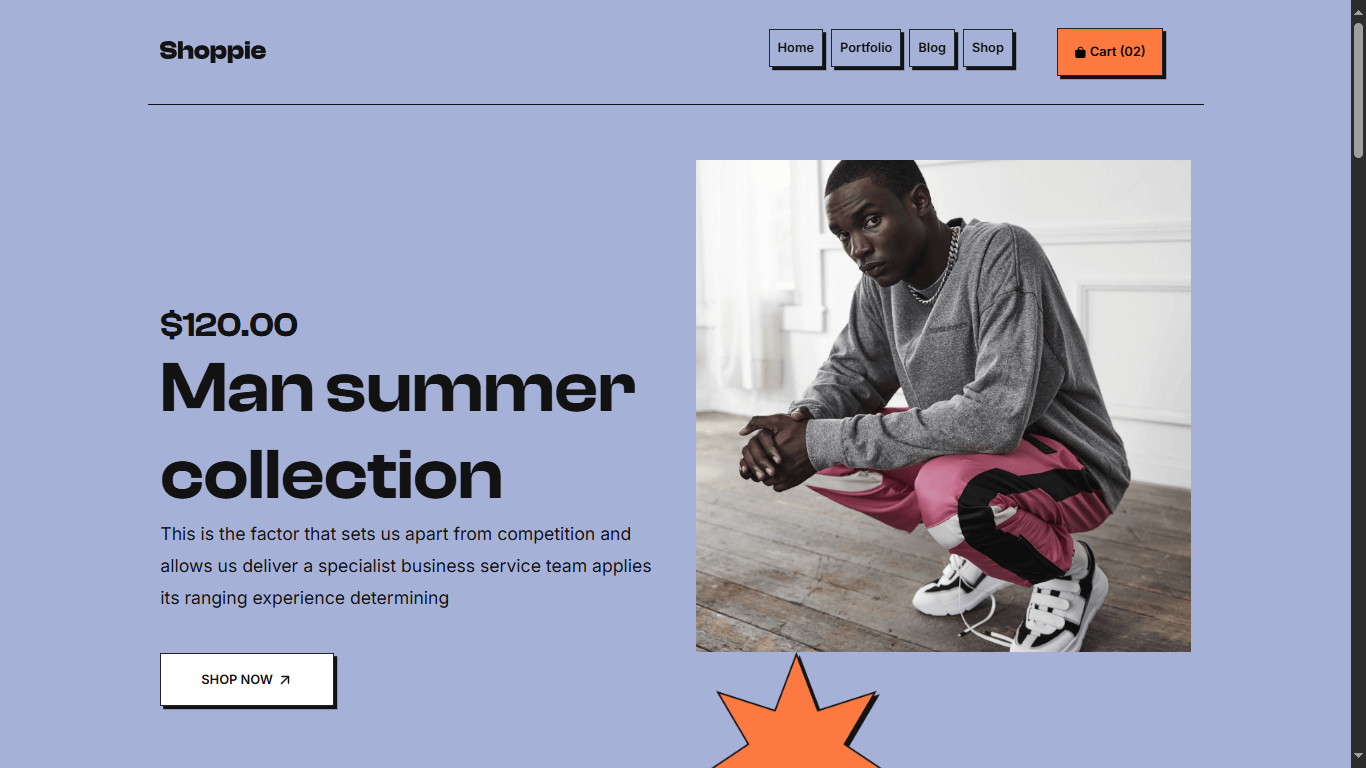 Shoppie
Home
Portfolio
Blog
Shop
Cart (02)
$120.00
Man summer
collection
This is the factor that sets us apart from competition and
allows us deliver a specialist business service team applies
its ranging experience determining
SHOP NOW